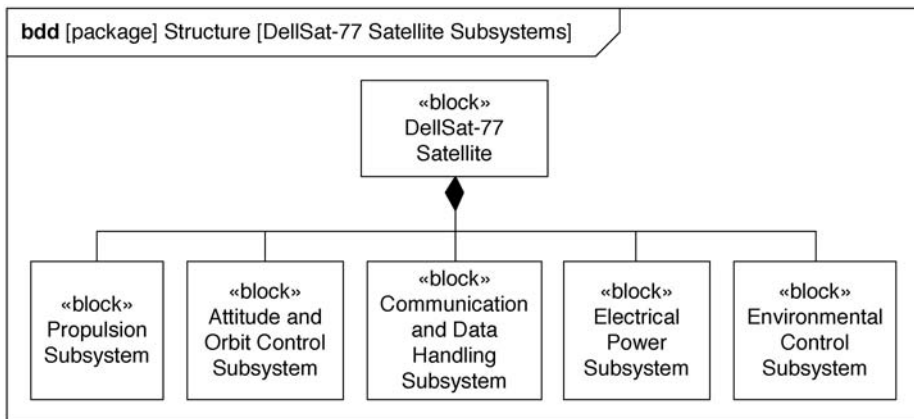 bdd [package] Structure [DellSat-77 Satellite Subsystems]
«block»
DellSat-77
Satellite
«block»
Propulsion
Subsystem
«block»
Attitude and
Orbit Control
Subsystem
«block»
Communication
and Data
Handling
Subsystem
«block»
Electrical
Power
Subsystem
«block»
Environmental
Control
Subsystem